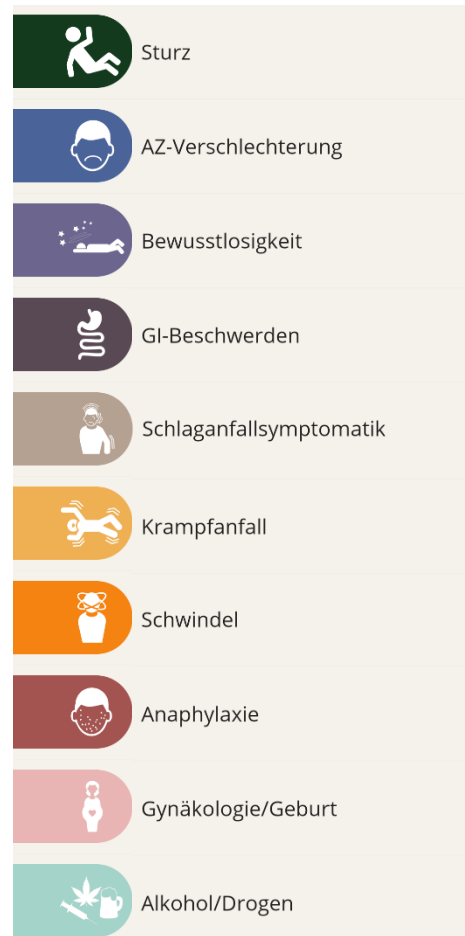 Sturz
AZ-Verschlechterung
Bewusstlosigkeit
GI-Beschwerden
Schlaganfallsymptomatik
Krampfanfall
Schwindel
Anaphylaxie
Gynäkologie/Geburt
Alkohol/Drogen